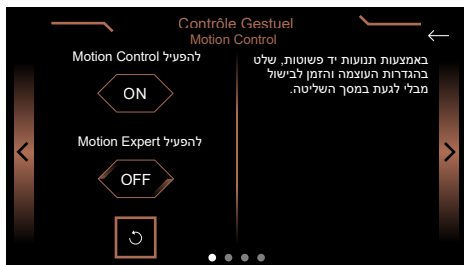 Contrôle Gestuel
Motion Control
להפעיל Motion Control
ON
להפעיל Motion Expert
OFF
באמצעות תנועות יד פשוטות, שלט
בהגדרות העוצמה והזמן לבישול
מבלי לגעת במסך השליטה.